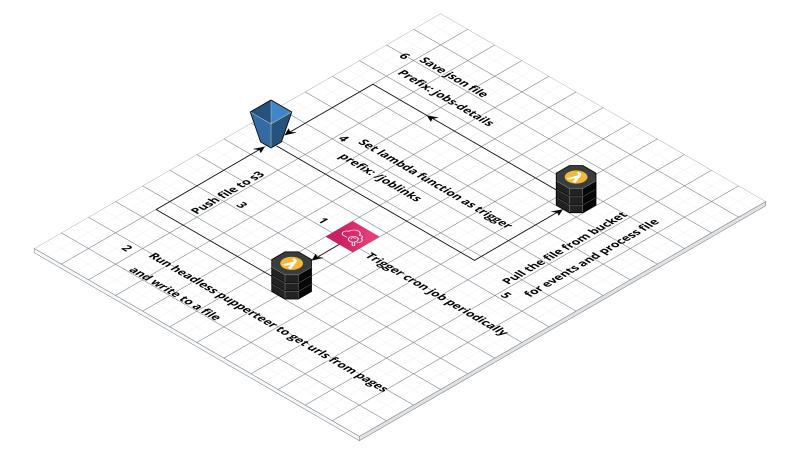 6 Save json file
Prefix: jobs-details
4 Set lambda function as trigger
prefix: /joblinks
Push file to s3
3
1
Trigger cron job periodically
2 Run headless pupperteer to get urls from pages
and write to a file
Pull the file from bucket
5 for events and process file